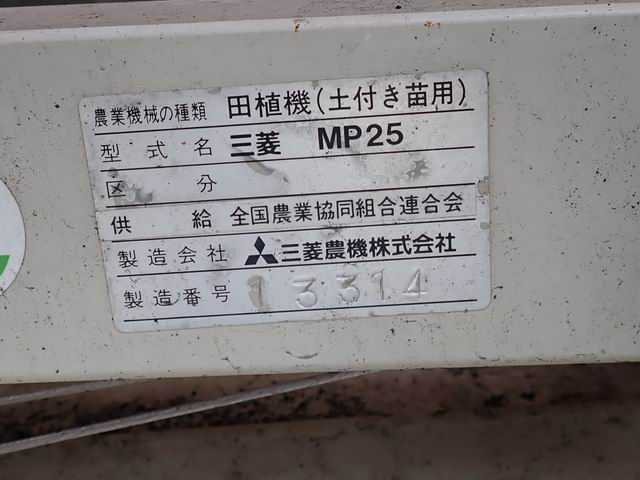 農業機械の種類 田植機(土付き苗用)
型式名 三菱 MP25
区分
供給 全国農業協同組合連合会
製造会社 三菱農機株式会社
製造番号 13314